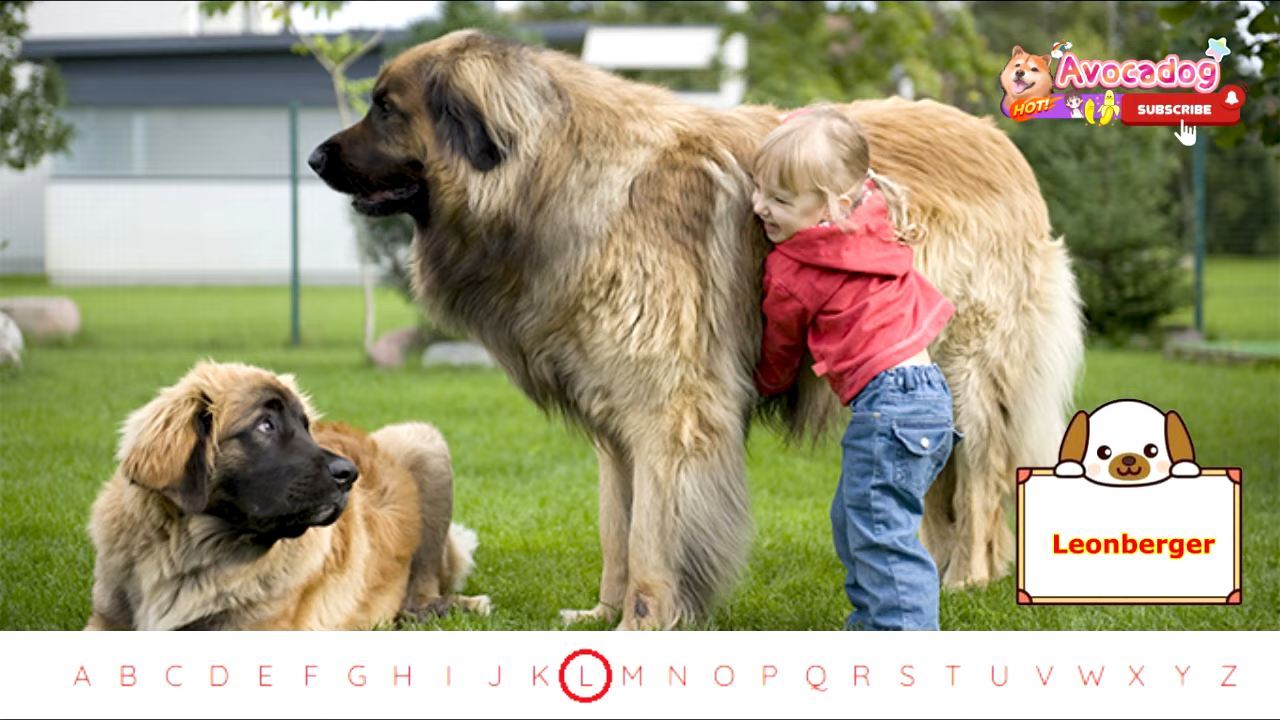 Avocadog
HOT!
SUBSCRIBE
Leonberger
A B C D E F G H I J K L M N O P Q R S T U V W X Y Z